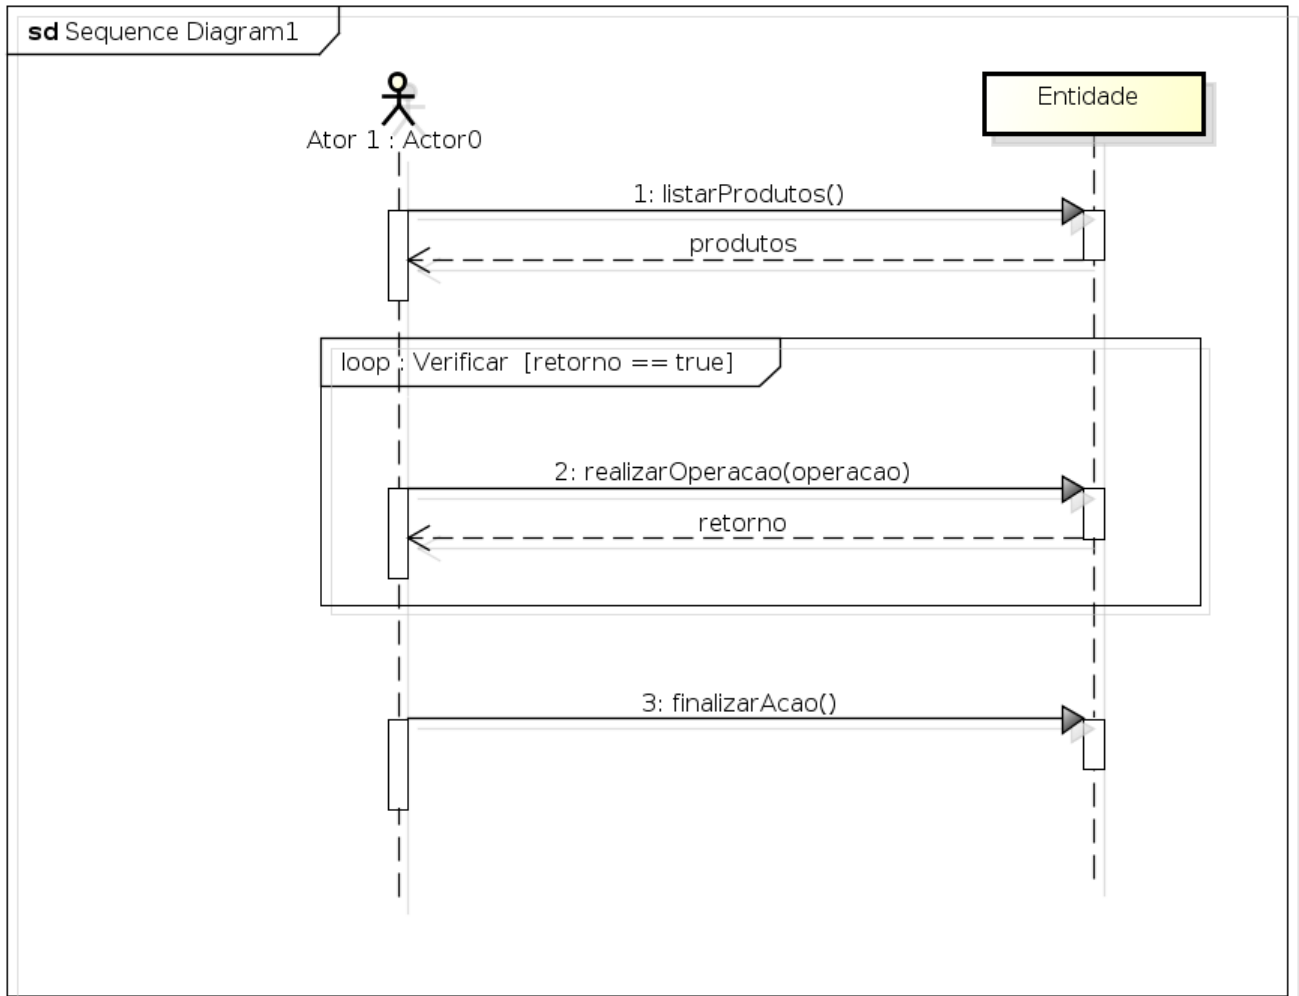 sd Sequence Diagram1
Entidade
Ator 1 : Actor0
1: listarProdutos()
produtos
loop : Verificar [retorno == true]
2: realizarOperacao(operacao)
retorno
3: finalizarAcao()